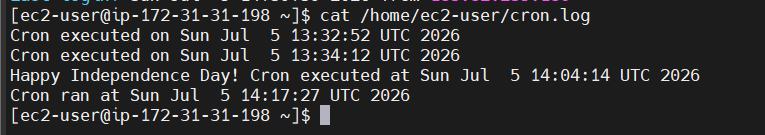 [ec2-user@ip-172-31-31-198 ~]$ cat /home/ec2-user/cron.log
Cron executed on Sun Jul  5 13:32:52 UTC 2026
Cron executed on Sun Jul  5 13:34:12 UTC 2026
Happy Independence Day! Cron executed at Sun Jul  5 14:04:14 UTC 2026
Cron ran at Sun Jul  5 14:17:27 UTC 2026
[ec2-user@ip-172-31-31-198 ~]$